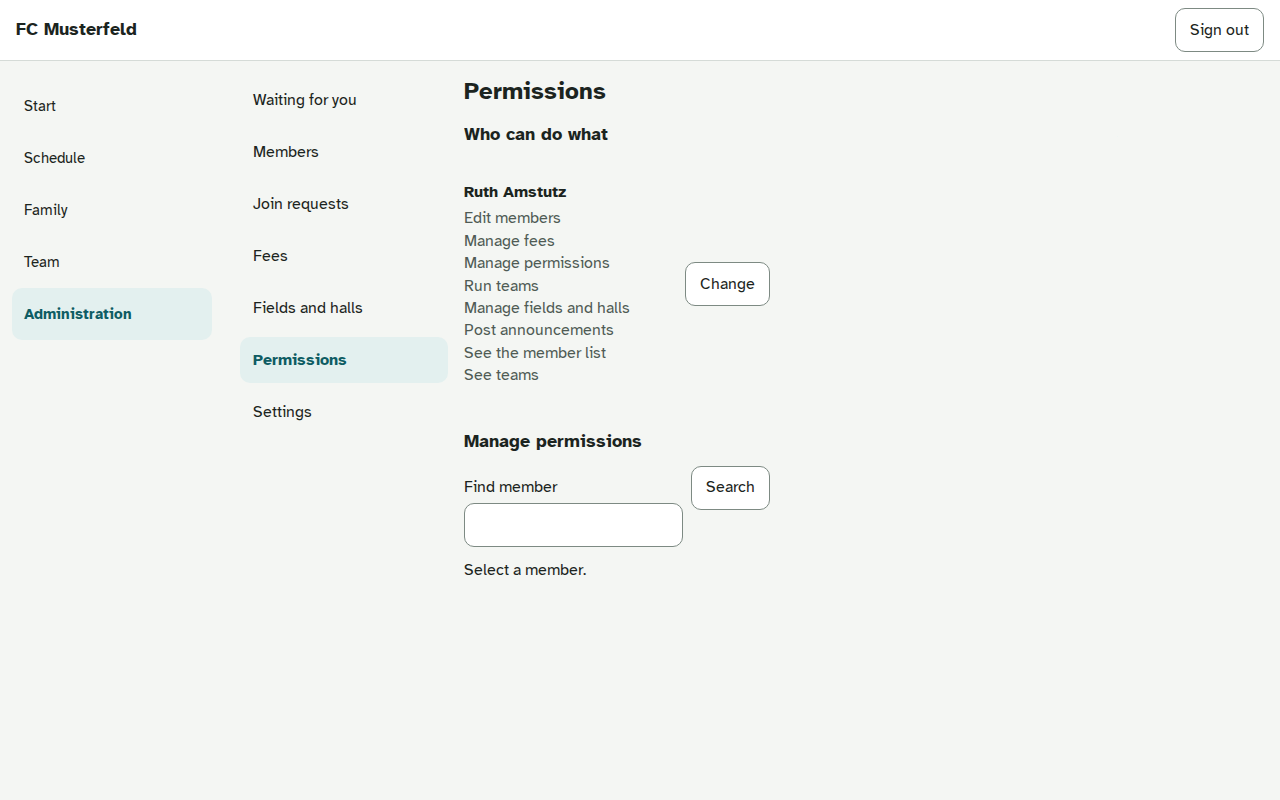 FC Musterfeld
Sign out
Start
Schedule
Family
Team
Administration
Waiting for you
Members
Join requests
Fees
Fields and halls
Permissions
Settings
Permissions
Who can do what
Ruth Amstutz
Edit members
Manage fees
Manage permissions
Run teams
Manage fields and halls
Post announcements
See the member list
See teams
Change
Manage permissions
Find member
Search
Select a member.